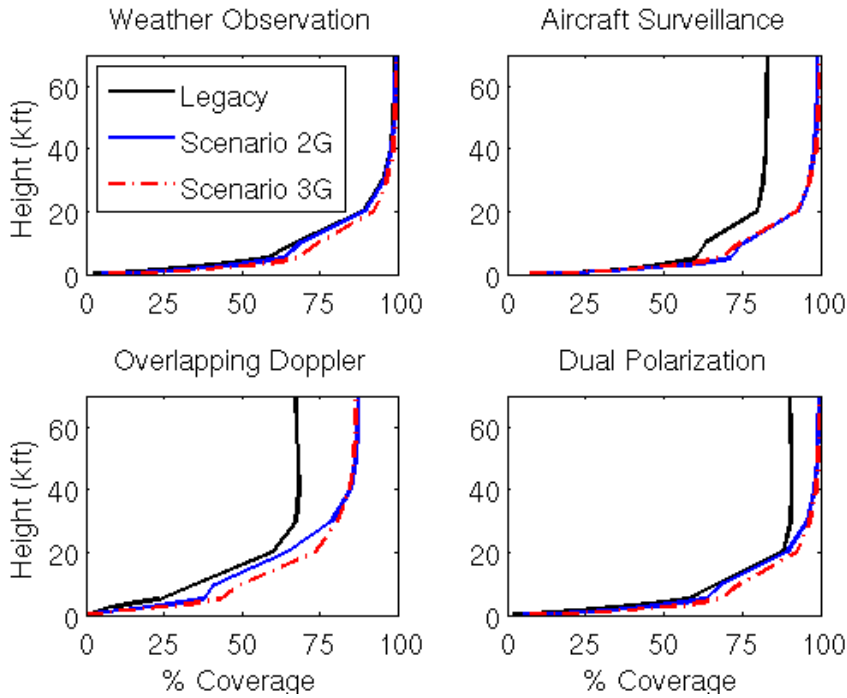 Weather Observation
Aircraft Surveillance
Height (kft)
60
40
20
0
Legacy
Scenario 2G
Scenario 3G
0 25 50 75 100
60
40
20
0
0 25 50 75 100
Overlapping Doppler
Dual Polarization
Height (kft)
60
40
20
0
0 25 50 75 100
% Coverage
60
40
20
0
0 25 50 75 100
% Coverage